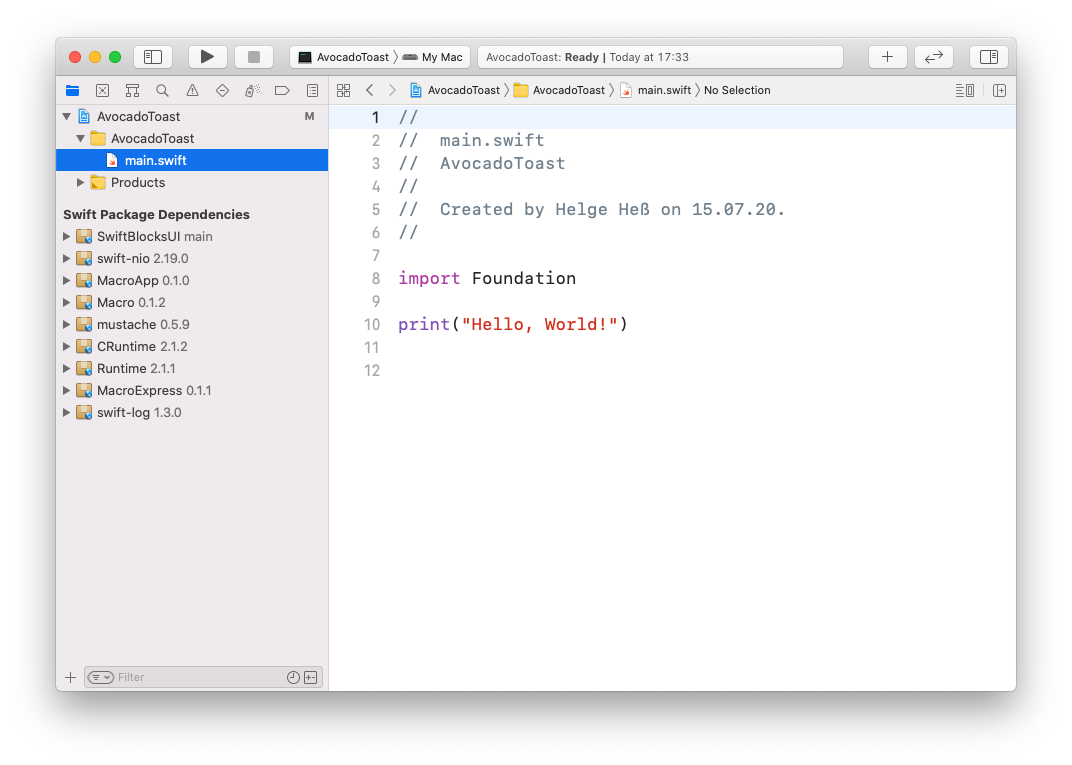 AvocadoToast 〉 My Mac
AvocadoToast: Ready | Today at 17:33
AvocadoToast 〉 AvocadoToast 〉 main.swift 〉 No Selection
AvocadoToast M
AvocadoToast
main.swift
Products
Swift Package Dependencies
SwiftBlocksUI main
swift-nio 2.19.0
MacroApp 0.1.0
Macro 0.1.2
mustache 0.5.9
CRuntime 2.1.2
Runtime 2.1.1
MacroExpress 0.1.1
swift-log 1.3.0
Filter
1 //
2 //  main.swift
3 //  AvocadoToast
4 //
5 //  Created by Helge Heß on 15.07.20.
6 //
7
8 import Foundation
9
10 print("Hello, World!")
11
12